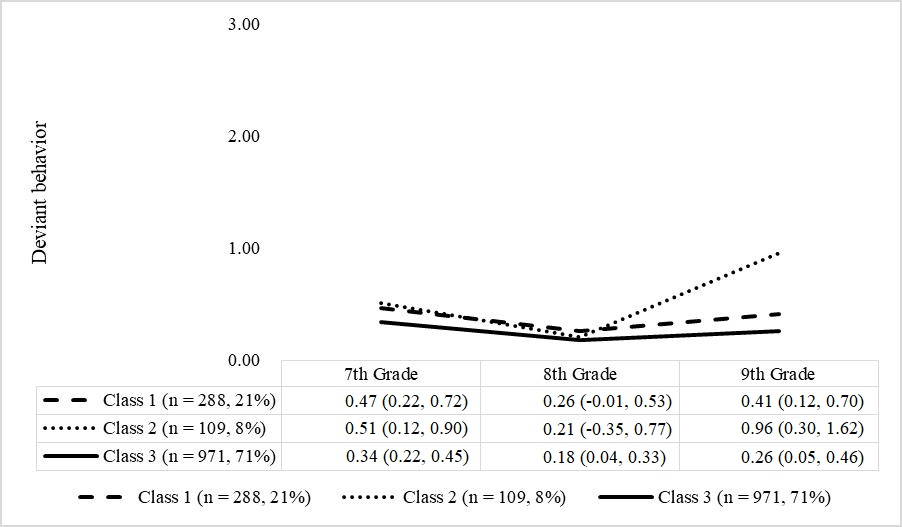 3.00
2.00
1.00
0.00
Deviant behavior
7th Grade 8th (Grade 9th Grade
Class 1 (n = 288, 21%) 0.47 (0.22, 0.72) 0.26 (-0.01, 0.53) 0.41 (0.12, 0.70)
Class 2 (n = 109, 8%) 0.51 (0.12, 0.90) 0.21 (-0.35, 0.77) 0.96 (0.30, 1.62)
Class 3 (n = 971, 71%) 0.34 (0.22, 0.45) 0.18 (0.04, 0.33) 0.26 (0.05, 0.46)
Class 1 (n = 288, 21%) Class 2 (n = 109, 8%) Class 3 (n = 971, 71%)